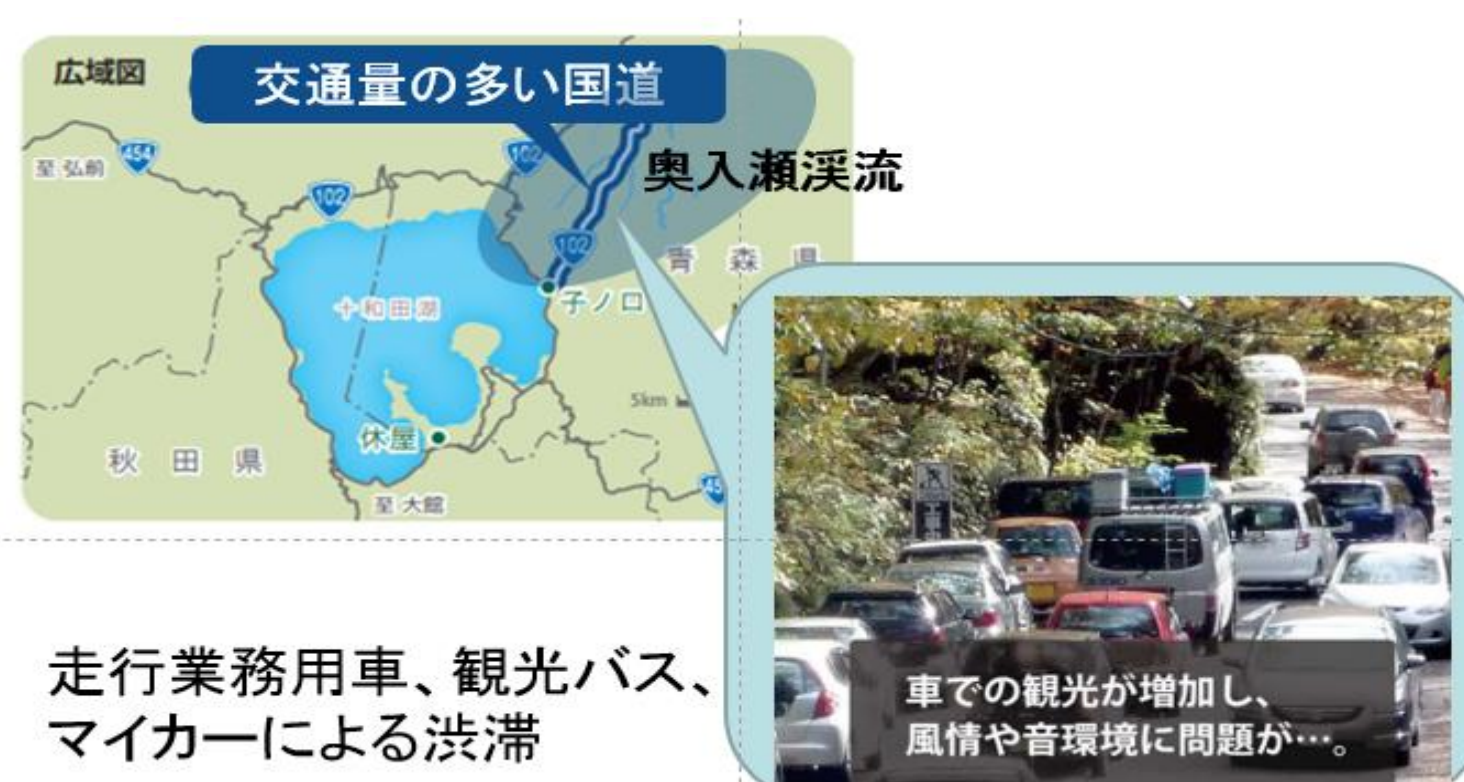 広域図
交通量の多い国道
至 弘前
454
102
102
奥入瀬渓流
102
青森県
子ノ口
十和田湖
5km
休屋
秋田県
至 大館
45
走行業務用車、観光バス、
マイカーによる渋滞
車での観光が増加し、
風情や音環境に問題が…。